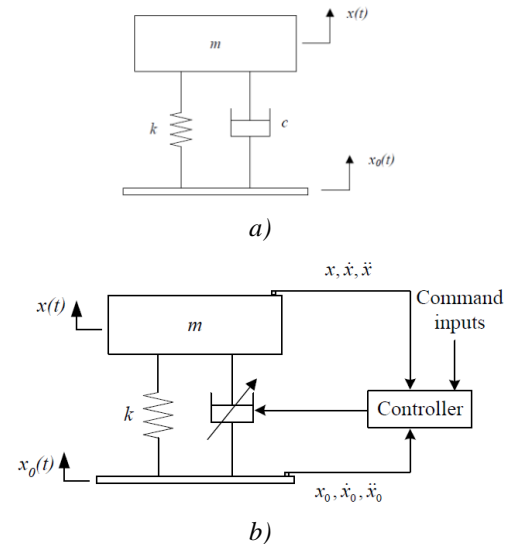 x(t)
m
k
c
x₀(t)
a)
x, ẋ, ẍ
Command
inputs
x(t)
m
k
Controller
x₀(t)
x₀, ẋ₀, ẍ₀
b)